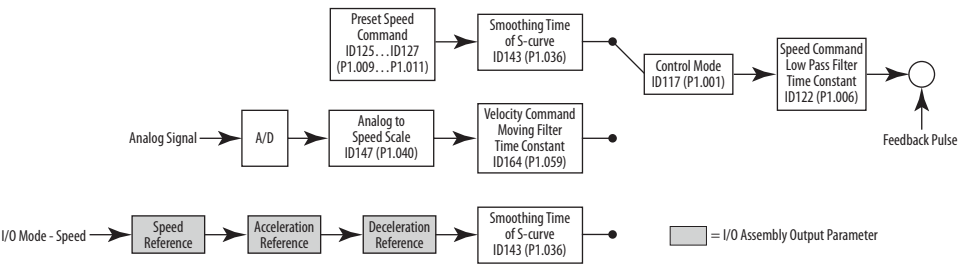 Preset Speed
Command
ID125...ID127
(P1.009...P1.011)
Smoothing Time
of S-curve
ID143 (P1.036)
Control Mode
ID117 (P1.001)
Speed Command
Low Pass Filter
Time Constant
ID122 (P1.006)
Feedback Pulse
Analog Signal
A/D
Analog to
Speed Scale
ID147 (P1.040)
Velocity Command
Moving Filter
Time Constant
ID164 (P1.059)
I/O Mode - Speed
Speed
Reference
Acceleration
Reference
Deceleration
Reference
Smoothing Time
of S-curve
ID143 (P1.036)
= I/O Assembly Output Parameter